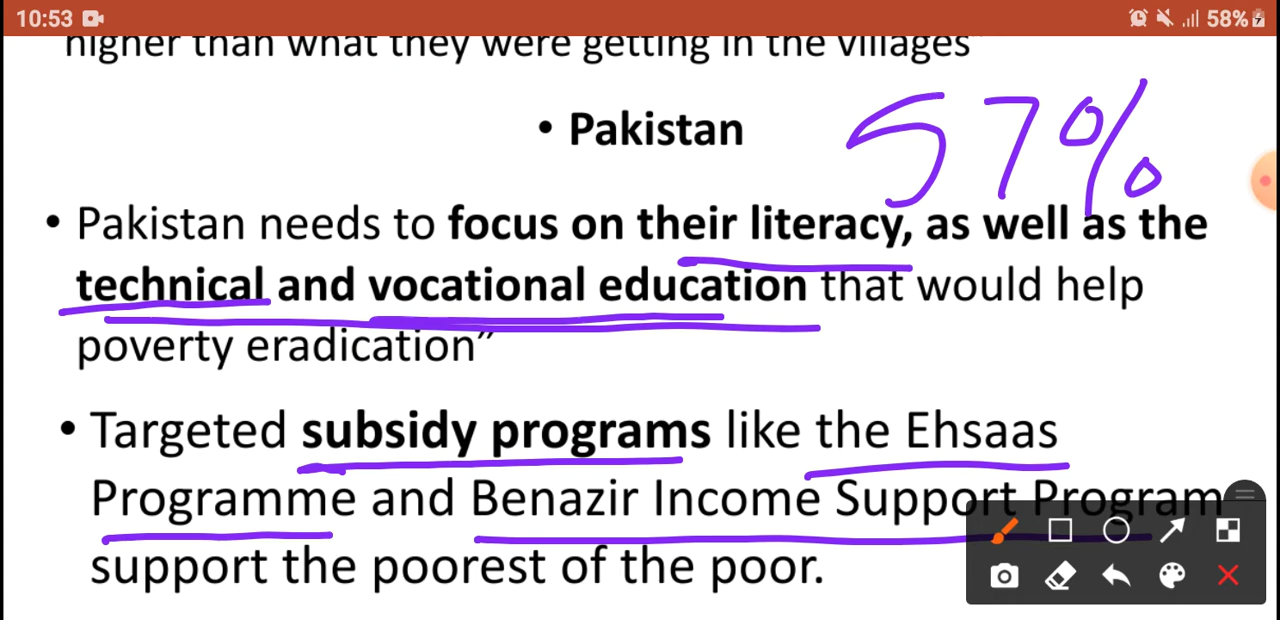 10:53 58%
higher than what they were getting in the villages
• Pakistan
57%
• Pakistan needs to focus on their literacy, as well as the
technical and vocational education that would help
poverty eradication”
• Targeted subsidy programs like the Ehsaas
Programme and Benazir Income Support Program
support the poorest of the poor.